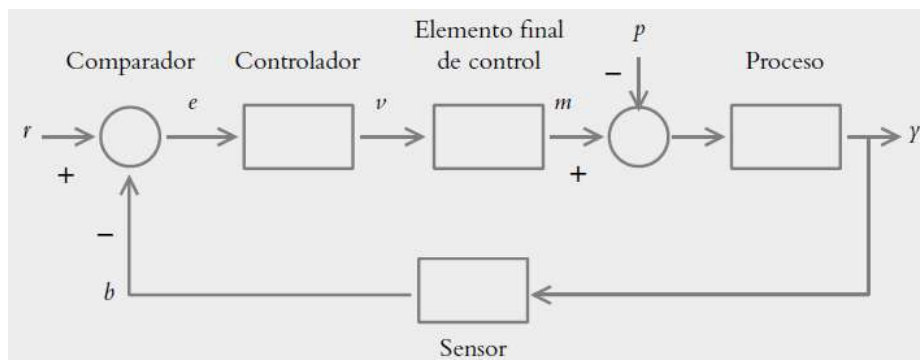 Elemento final
de control
p
Comparador
Controlador
Proceso
−
r
e
v
m
y
+
+
−
b
Sensor